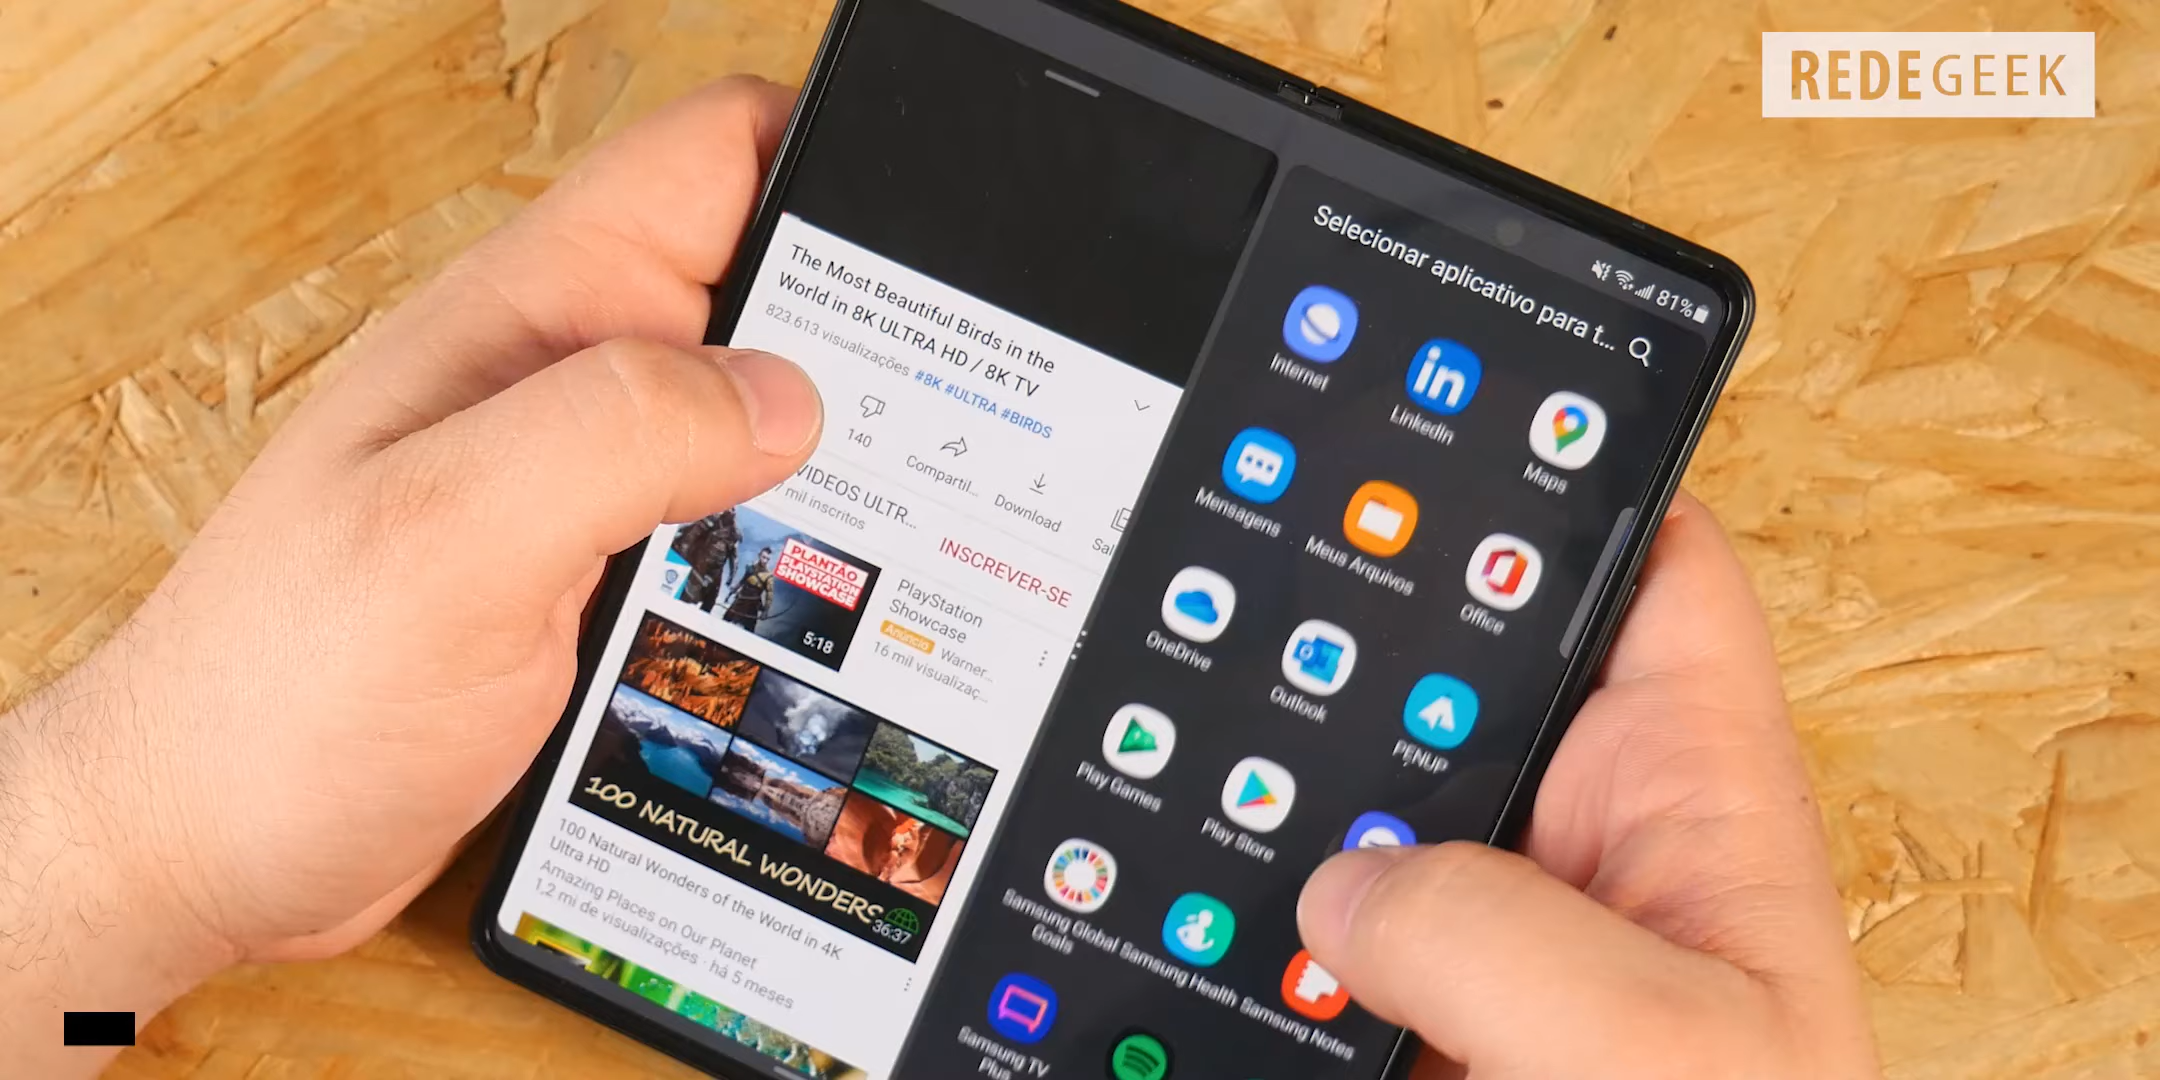 REDEGEEK
The Most Beautiful Birds in the
World in 8K ULTRA HD / 8K TV
823.613 visualizações #8K #ULTRA #BIRDS
140
Compartil...
Download
Sal
VIDEOS ULTR...
mil inscritos
INSCREVER-SE
PLANTÃO
PLAYSTATION
SHOWCASE
5:18
PlayStation
Showcase
Anúncio Warner...
16 mil visualizaç...
100 NATURAL WONDERS
36:37
100 Natural Wonders of the World in 4K
Ultra HD
Amazing Places on Our Planet
1,2 mi de visualizações · há 5 meses
81%
Selecionar aplicativo para t...
Internet
in
LinkedIn
Maps
Mensagens
Meus Arquivos
Office
OneDrive
Outlook
PENUP
Play Games
Play Store
Samsung Global
Goals
Samsung Health
Samsung Notes
Samsung TV
Plus